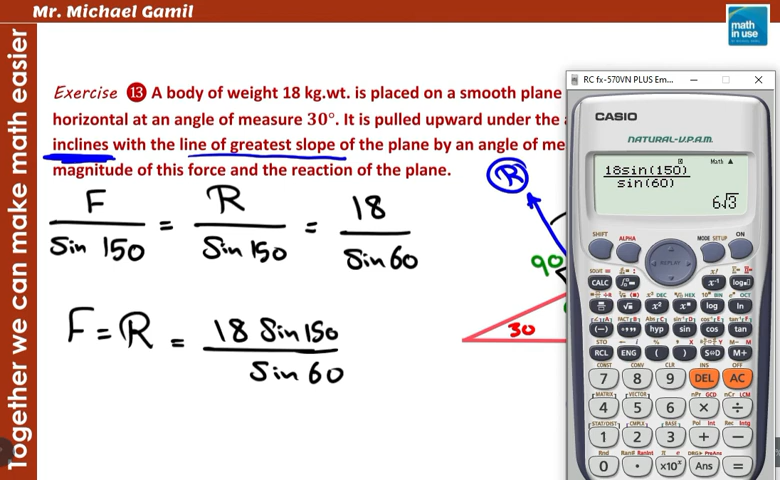 Mr. Michael Gamil
math
in use
Together we can make math easier
Exercise 13 A body of weight 18 kg.wt. is placed on a smooth plane
horizontal at an angle of measure 30°. It is pulled upward under the
inclines with the line of greatest slope of the plane by an angle of me
magnitude of this force and the reaction of the plane.
F / Sin 150 = R / Sin 150 = 18 / Sin 60
F = R = 18 Sin 150 / Sin 60
R
90
30
RC fx-570VN PLUS Em...
CASIO
NATURAL-V.P.A.M.
Math ▲
18sin(150) / sin(60)
6√3
SHIFT ALPHA REPLAY MODE SETUP ON
CALC log
(−) hyp sin cos tan
RCL ENG ( ) S⇔D M+
7 8 9 DEL AC
4 5 6 × ÷
1 2 3 + −
0 • ×10ˣ Ans =